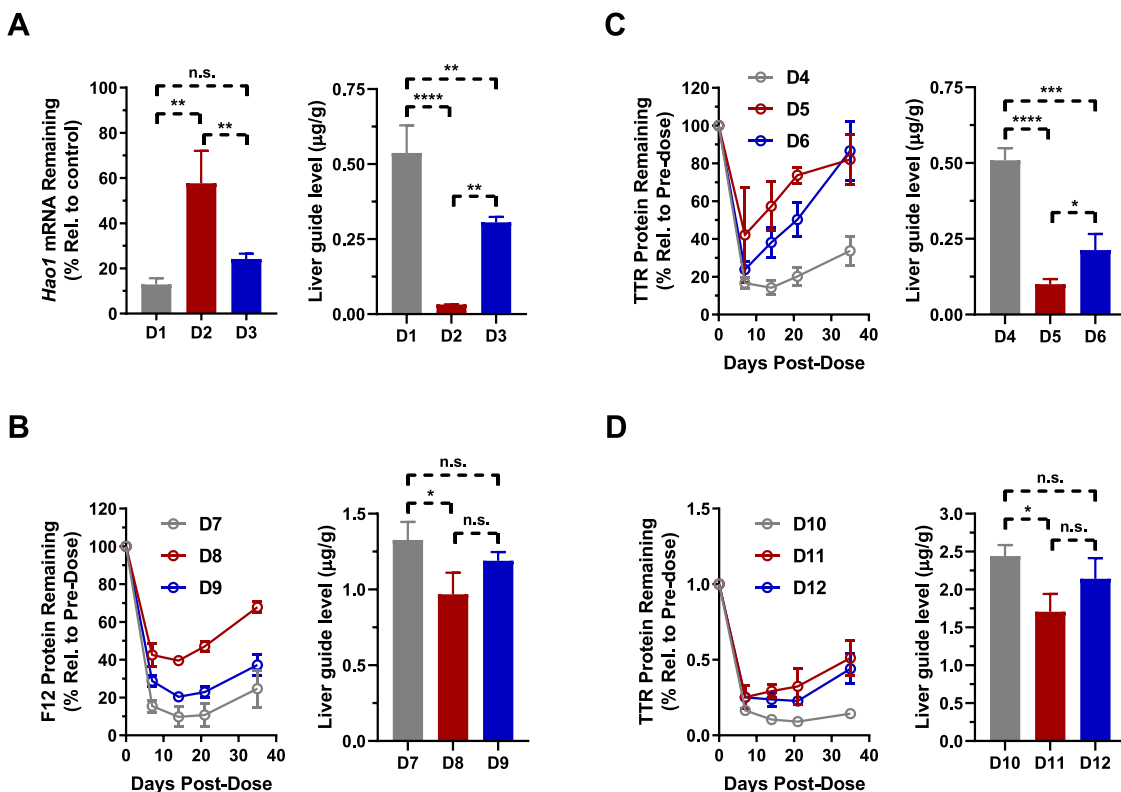 A
Hao1 mRNA Remaining
(% Rel. to control)
100
80
60
40
20
0
n.s.
**
**
D1 D2 D3
Liver guide level (μg/g)
0.75
0.50
0.25
0.00
**
****
**
D1 D2 D3
C
TTR Protein Remaining
(% Rel. to Pre-dose)
120
100
80
60
40
20
0
D4
D5
D6
0 10 20 30 40
Days Post-Dose
Liver guide level (μg/g)
0.75
0.50
0.25
0.00
***
****
*
D4 D5 D6
B
F12 Protein Remaining
(% Rel. to Pre-Dose)
120
100
80
60
40
20
0
D7
D8
D9
0 10 20 30 40
Days Post-Dose
Liver guide level (μg/g)
1.5
1.0
0.5
0.0
n.s.
*
n.s.
D7 D8 D9
D
TTR Protein Remaining
(% Rel. to Pre-dose)
1.5
1.0
0.5
0.0
D10
D11
D12
0 10 20 30 40
Days Post-Dose
Liver guide level (μg/g)
3.0
2.5
2.0
1.5
1.0
0.5
0.0
n.s.
*
n.s.
D10 D11 D12